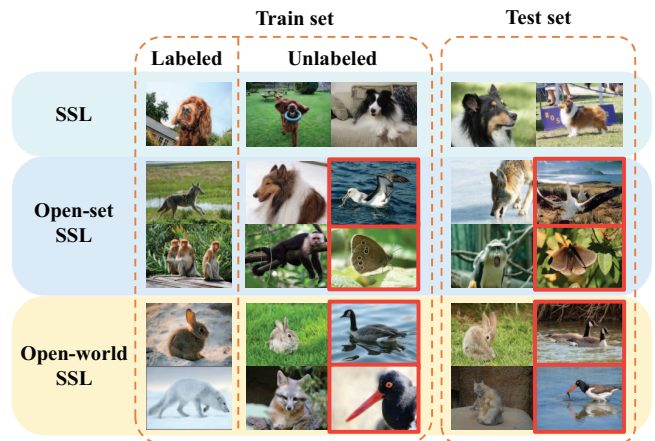 Train set
Test set
Labeled
Unlabeled
SSL
Open-set
SSL
Open-world
SSL